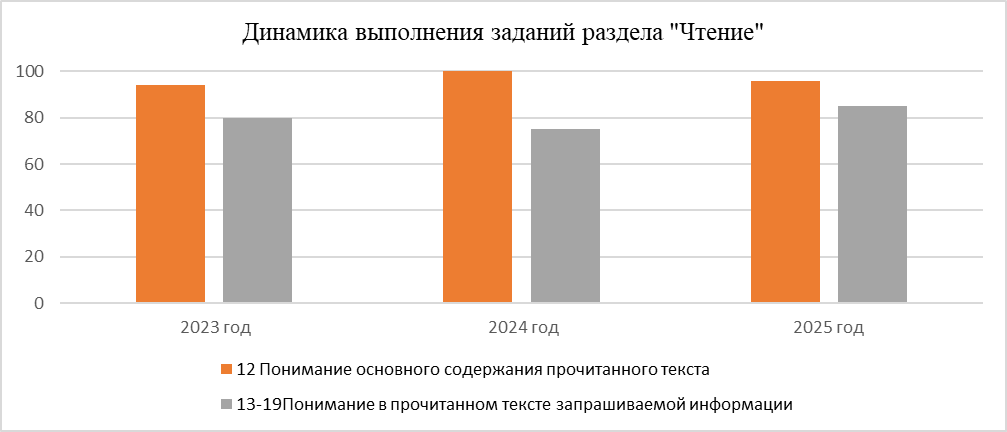 Динамика выполнения заданий раздела "Чтение"
100
80
60
40
20
0
2023 год
2024 год
2025 год
12 Понимание основного содержания прочитанного текста
13-19Понимание в прочитанном тексте запрашиваемой информации